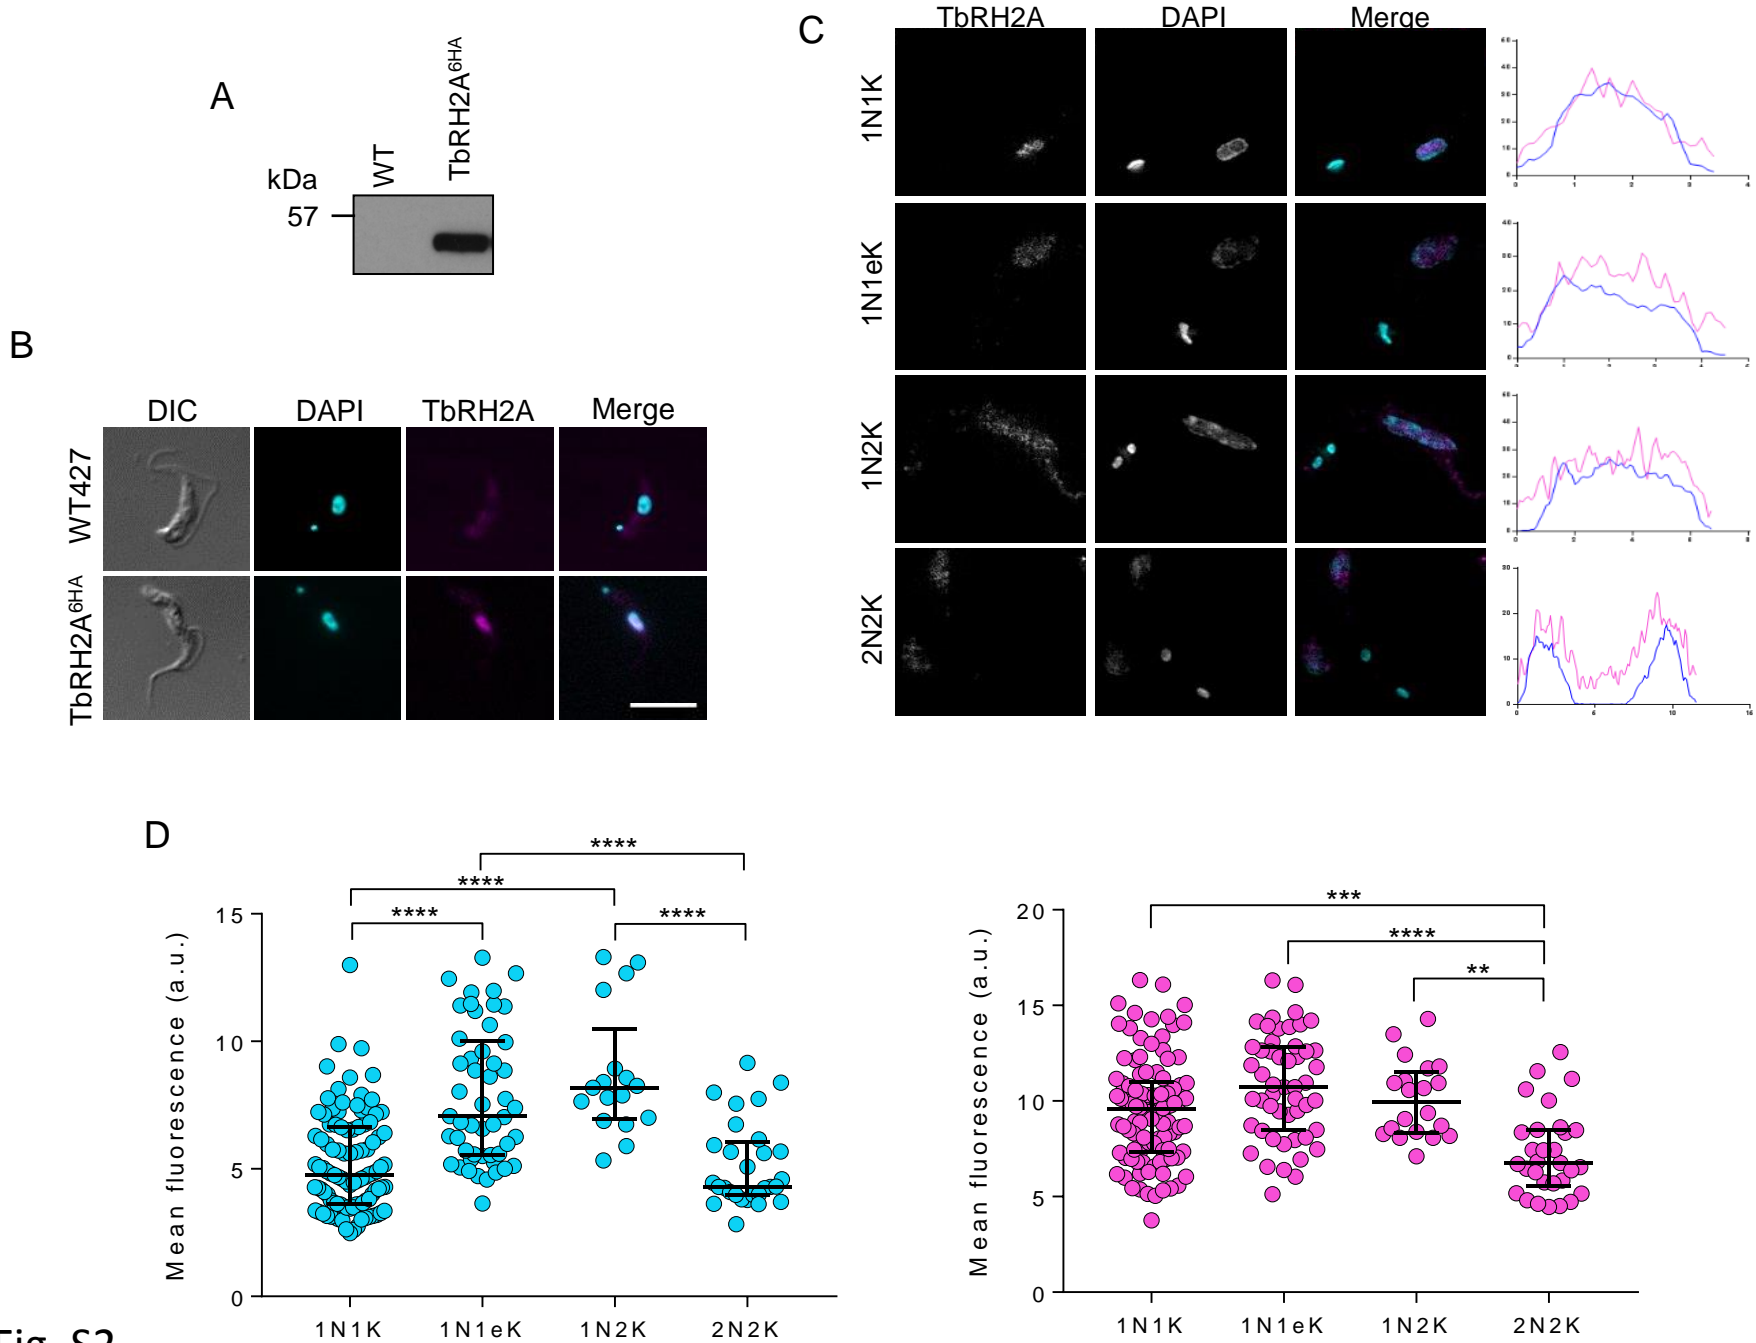 A
WT
TbRH2A6HA
kDa
57
B
DIC
DAPI
TbRH2A
Merge
WT427
TbRH2A6HA
C
TbRH2A
DAPI
Merge
1N1K
1N1eK
1N2K
2N2K
D
****
****
****
****
Mean fluorescence (a.u.)
15
10
5
0
1N1K
1N1eK
1N2K
2N2K
***
****
**
Mean fluorescence (a.u.)
20
15
10
5
0
1N1K
1N1eK
1N2K
2N2K
Fig. S2